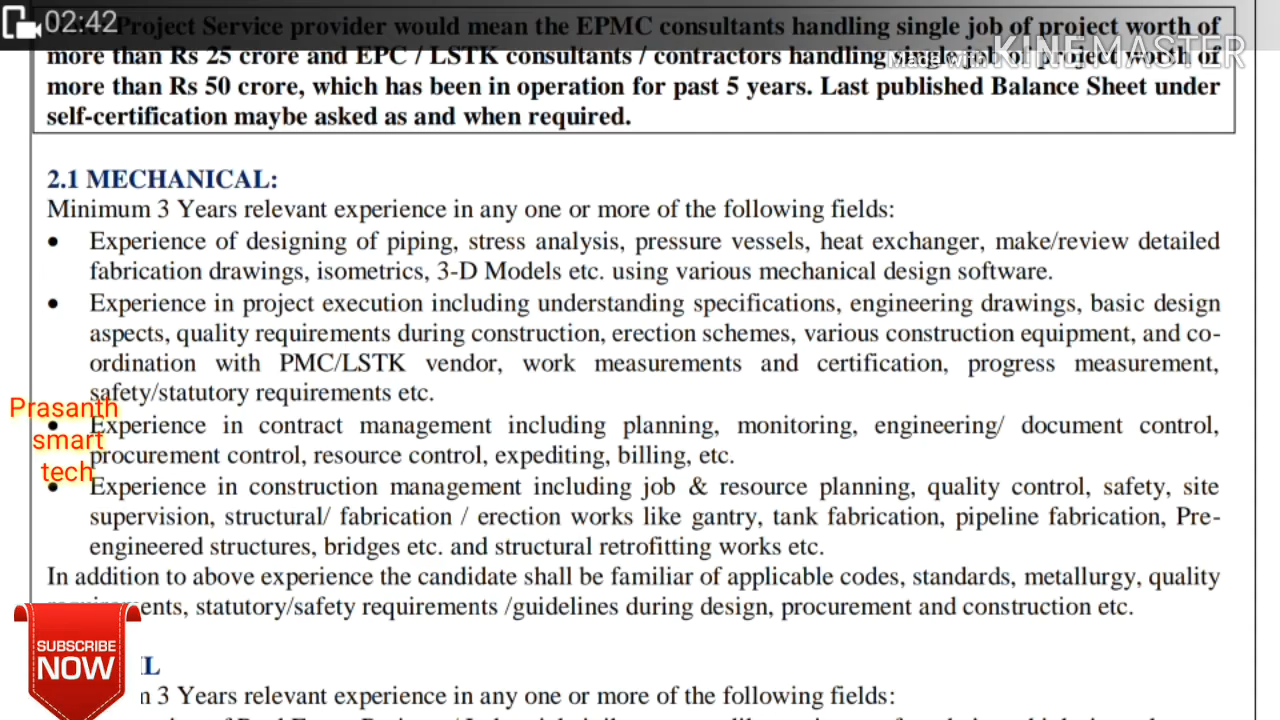 02:42
Project Service provider would mean the EPMC consultants handling single job of project worth of
more than Rs 25 crore and EPC / LSTK consultants / contractors handling single job of project worth of
Made with KINEMASTER
more than Rs 50 crore, which has been in operation for past 5 years. Last published Balance Sheet under
self-certification maybe asked as and when required.
2.1 MECHANICAL:
Minimum 3 Years relevant experience in any one or more of the following fields:
• Experience of designing of piping, stress analysis, pressure vessels, heat exchanger, make/review detailed
fabrication drawings, isometrics, 3-D Models etc. using various mechanical design software.
• Experience in project execution including understanding specifications, engineering drawings, basic design
aspects, quality requirements during construction, erection schemes, various construction equipment, and co-
ordination with PMC/LSTK vendor, work measurements and certification, progress measurement,
safety/statutory requirements etc.
Prasanth
smart
tech
• Experience in contract management including planning, monitoring, engineering/ document control,
procurement control, resource control, expediting, billing, etc.
• Experience in construction management including job & resource planning, quality control, safety, site
supervision, structural/ fabrication / erection works like gantry, tank fabrication, pipeline fabrication, Pre-
engineered structures, bridges etc. and structural retrofitting works etc.
In addition to above experience the candidate shall be familiar of applicable codes, standards, metallurgy, quality
requirements, statutory/safety requirements /guidelines during design, procurement and construction etc.
SUBSCRIBE
NOW
3 Years relevant experience in any one or more of the following fields: